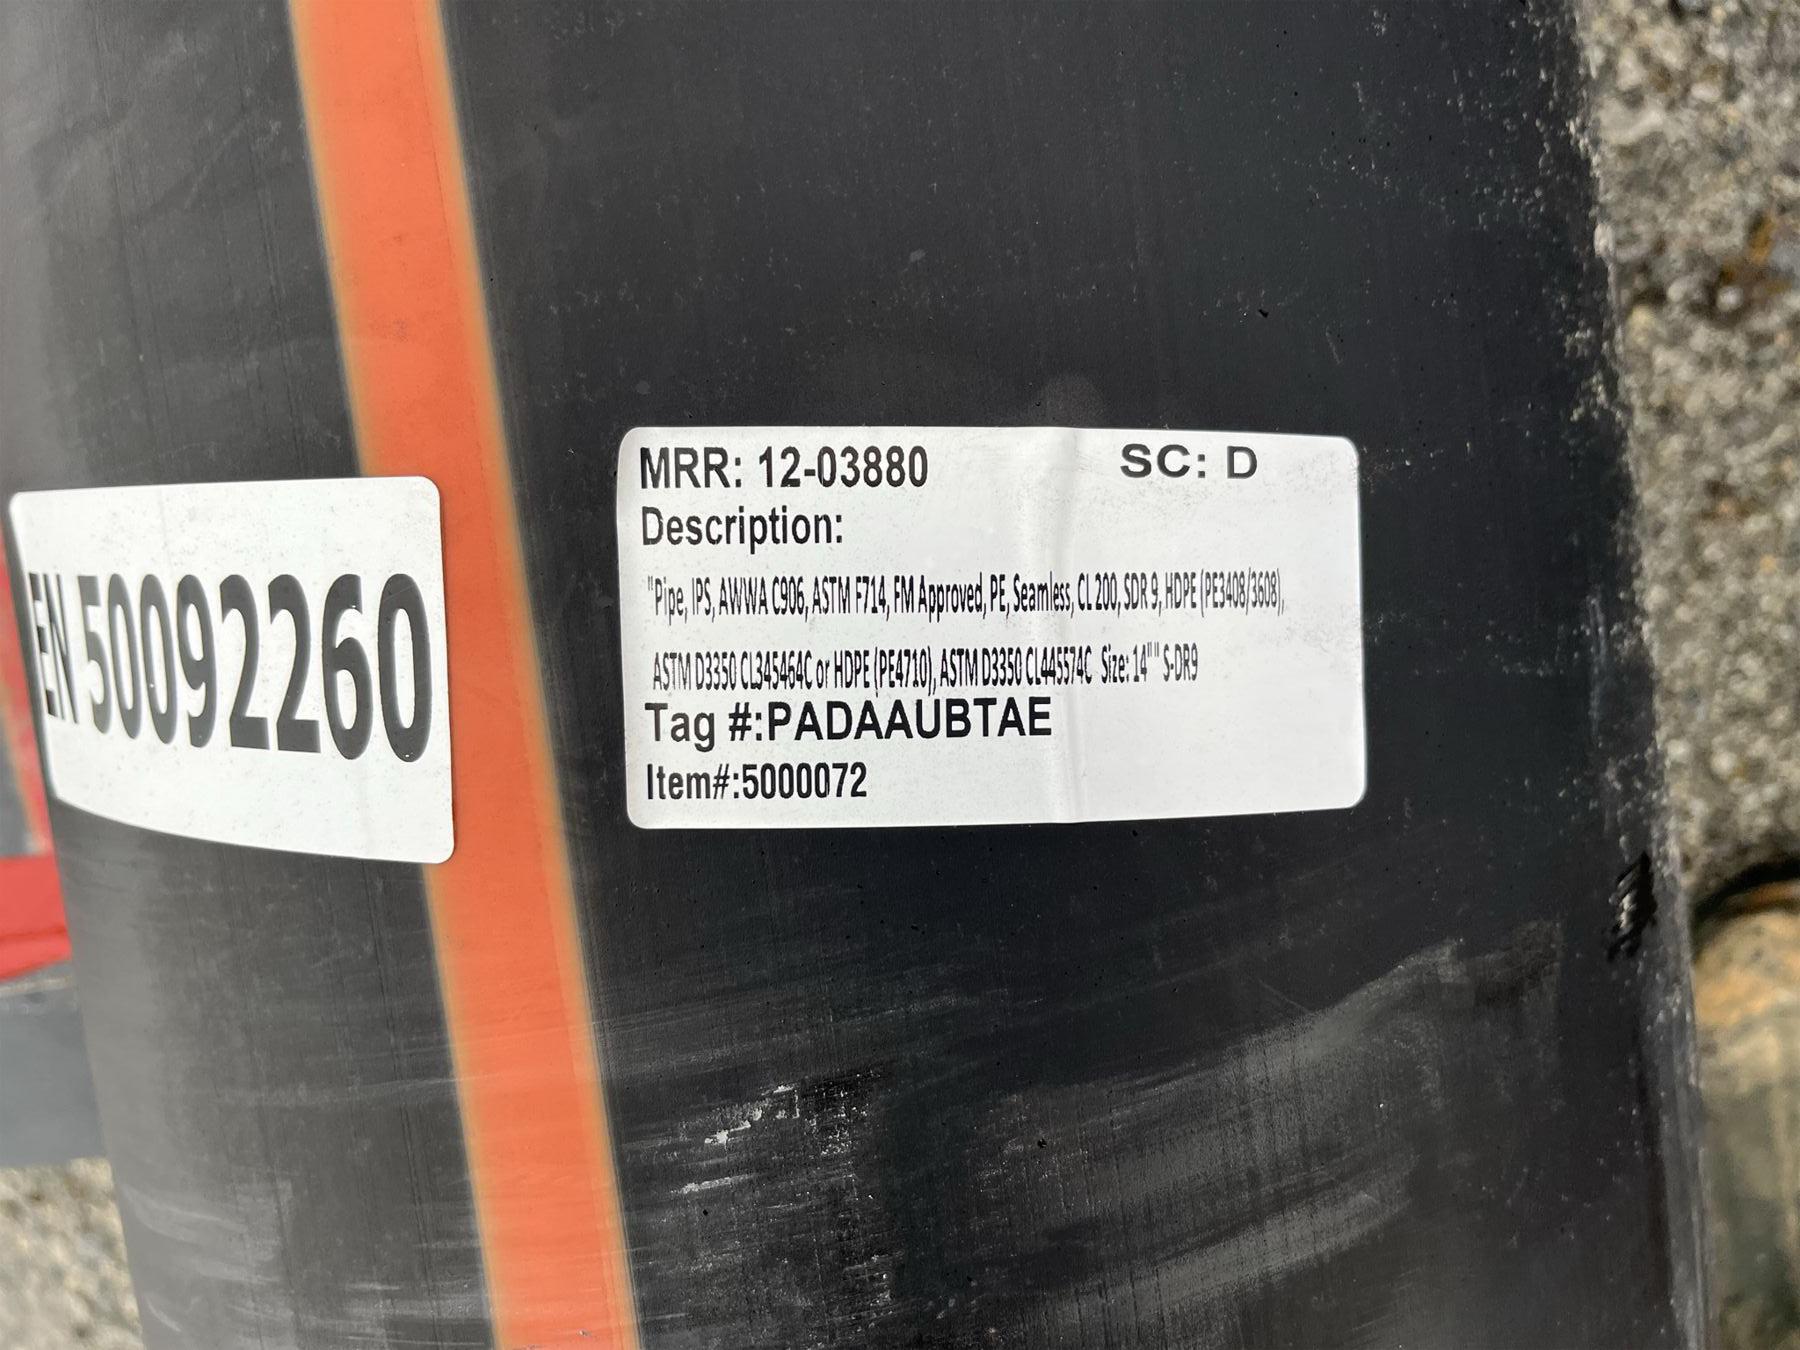 EN 50092260
MRR: 12-03880 SC: D
Description:
"Pipe, IPS, AWWA C906, ASTM F714, FM Approved, PE, Seamless, CL 200, SDR 9, HDPE (PE3408/3608),
ASTM D3350 CL345464C or HDPE (PE4710), ASTM D3350 CL445574C Size: 14"" S-DR9
Tag #:PADAAUBTAE
Item#:5000072